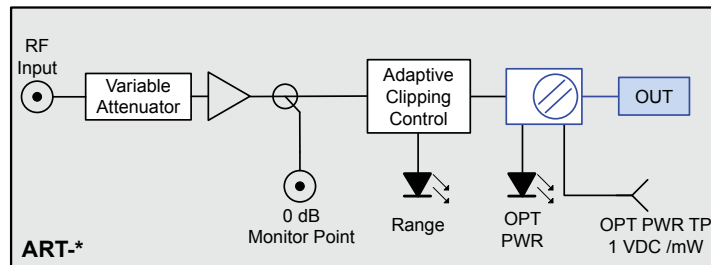 RF
Input
Variable
Attenuator
0 dB
Monitor Point
Adaptive
Clipping
Control
Range
OPT
PWR
OUT
OPT PWR TP
1 VDC /mW
ART-*